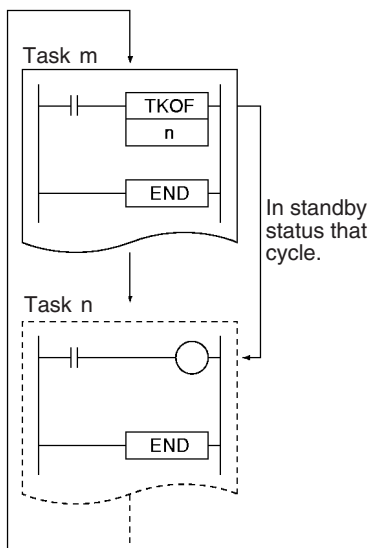 Task m
TKOF
n
END
In standby
status that
cycle.
Task n
END